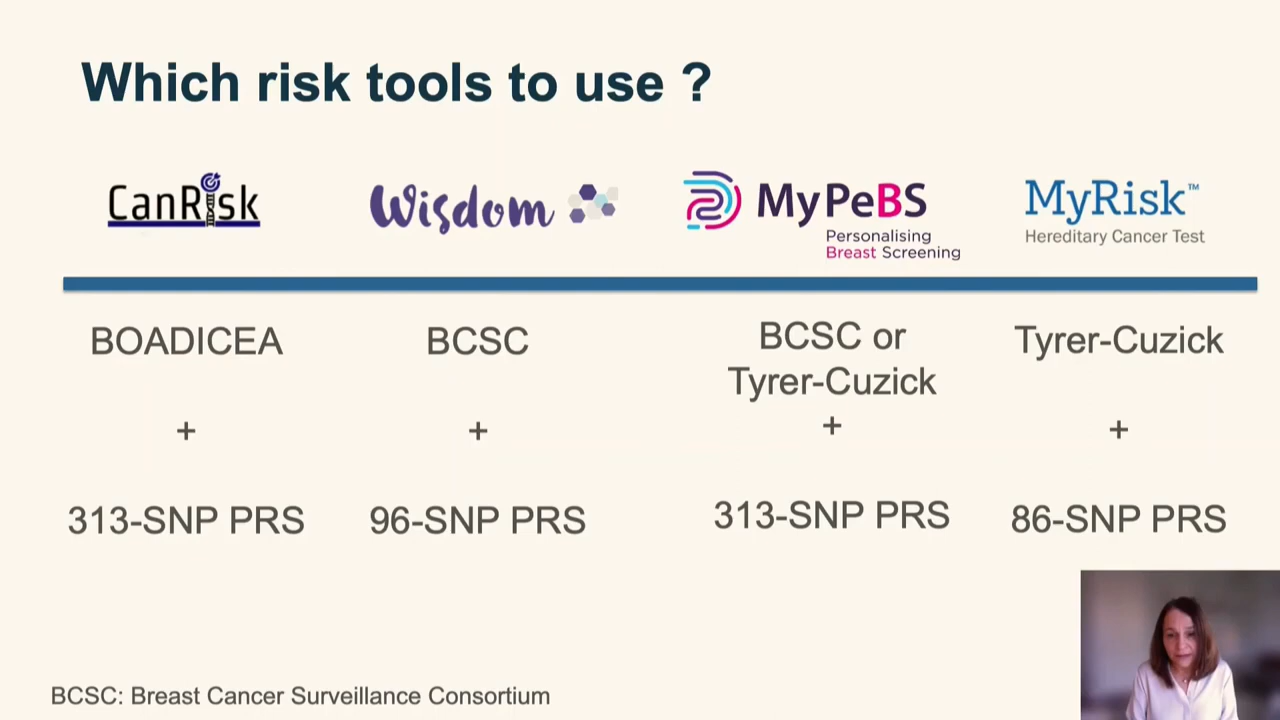 Which risk tools to use ?
CanRisk
Wisdom
MyPeBS
Personalising
Breast Screening
MyRisk™
Hereditary Cancer Test
BOADICEA
+
313-SNP PRS
BCSC
+
96-SNP PRS
BCSC or
Tyrer-Cuzick
+
313-SNP PRS
Tyrer-Cuzick
+
86-SNP PRS
BCSC: Breast Cancer Surveillance Consortium